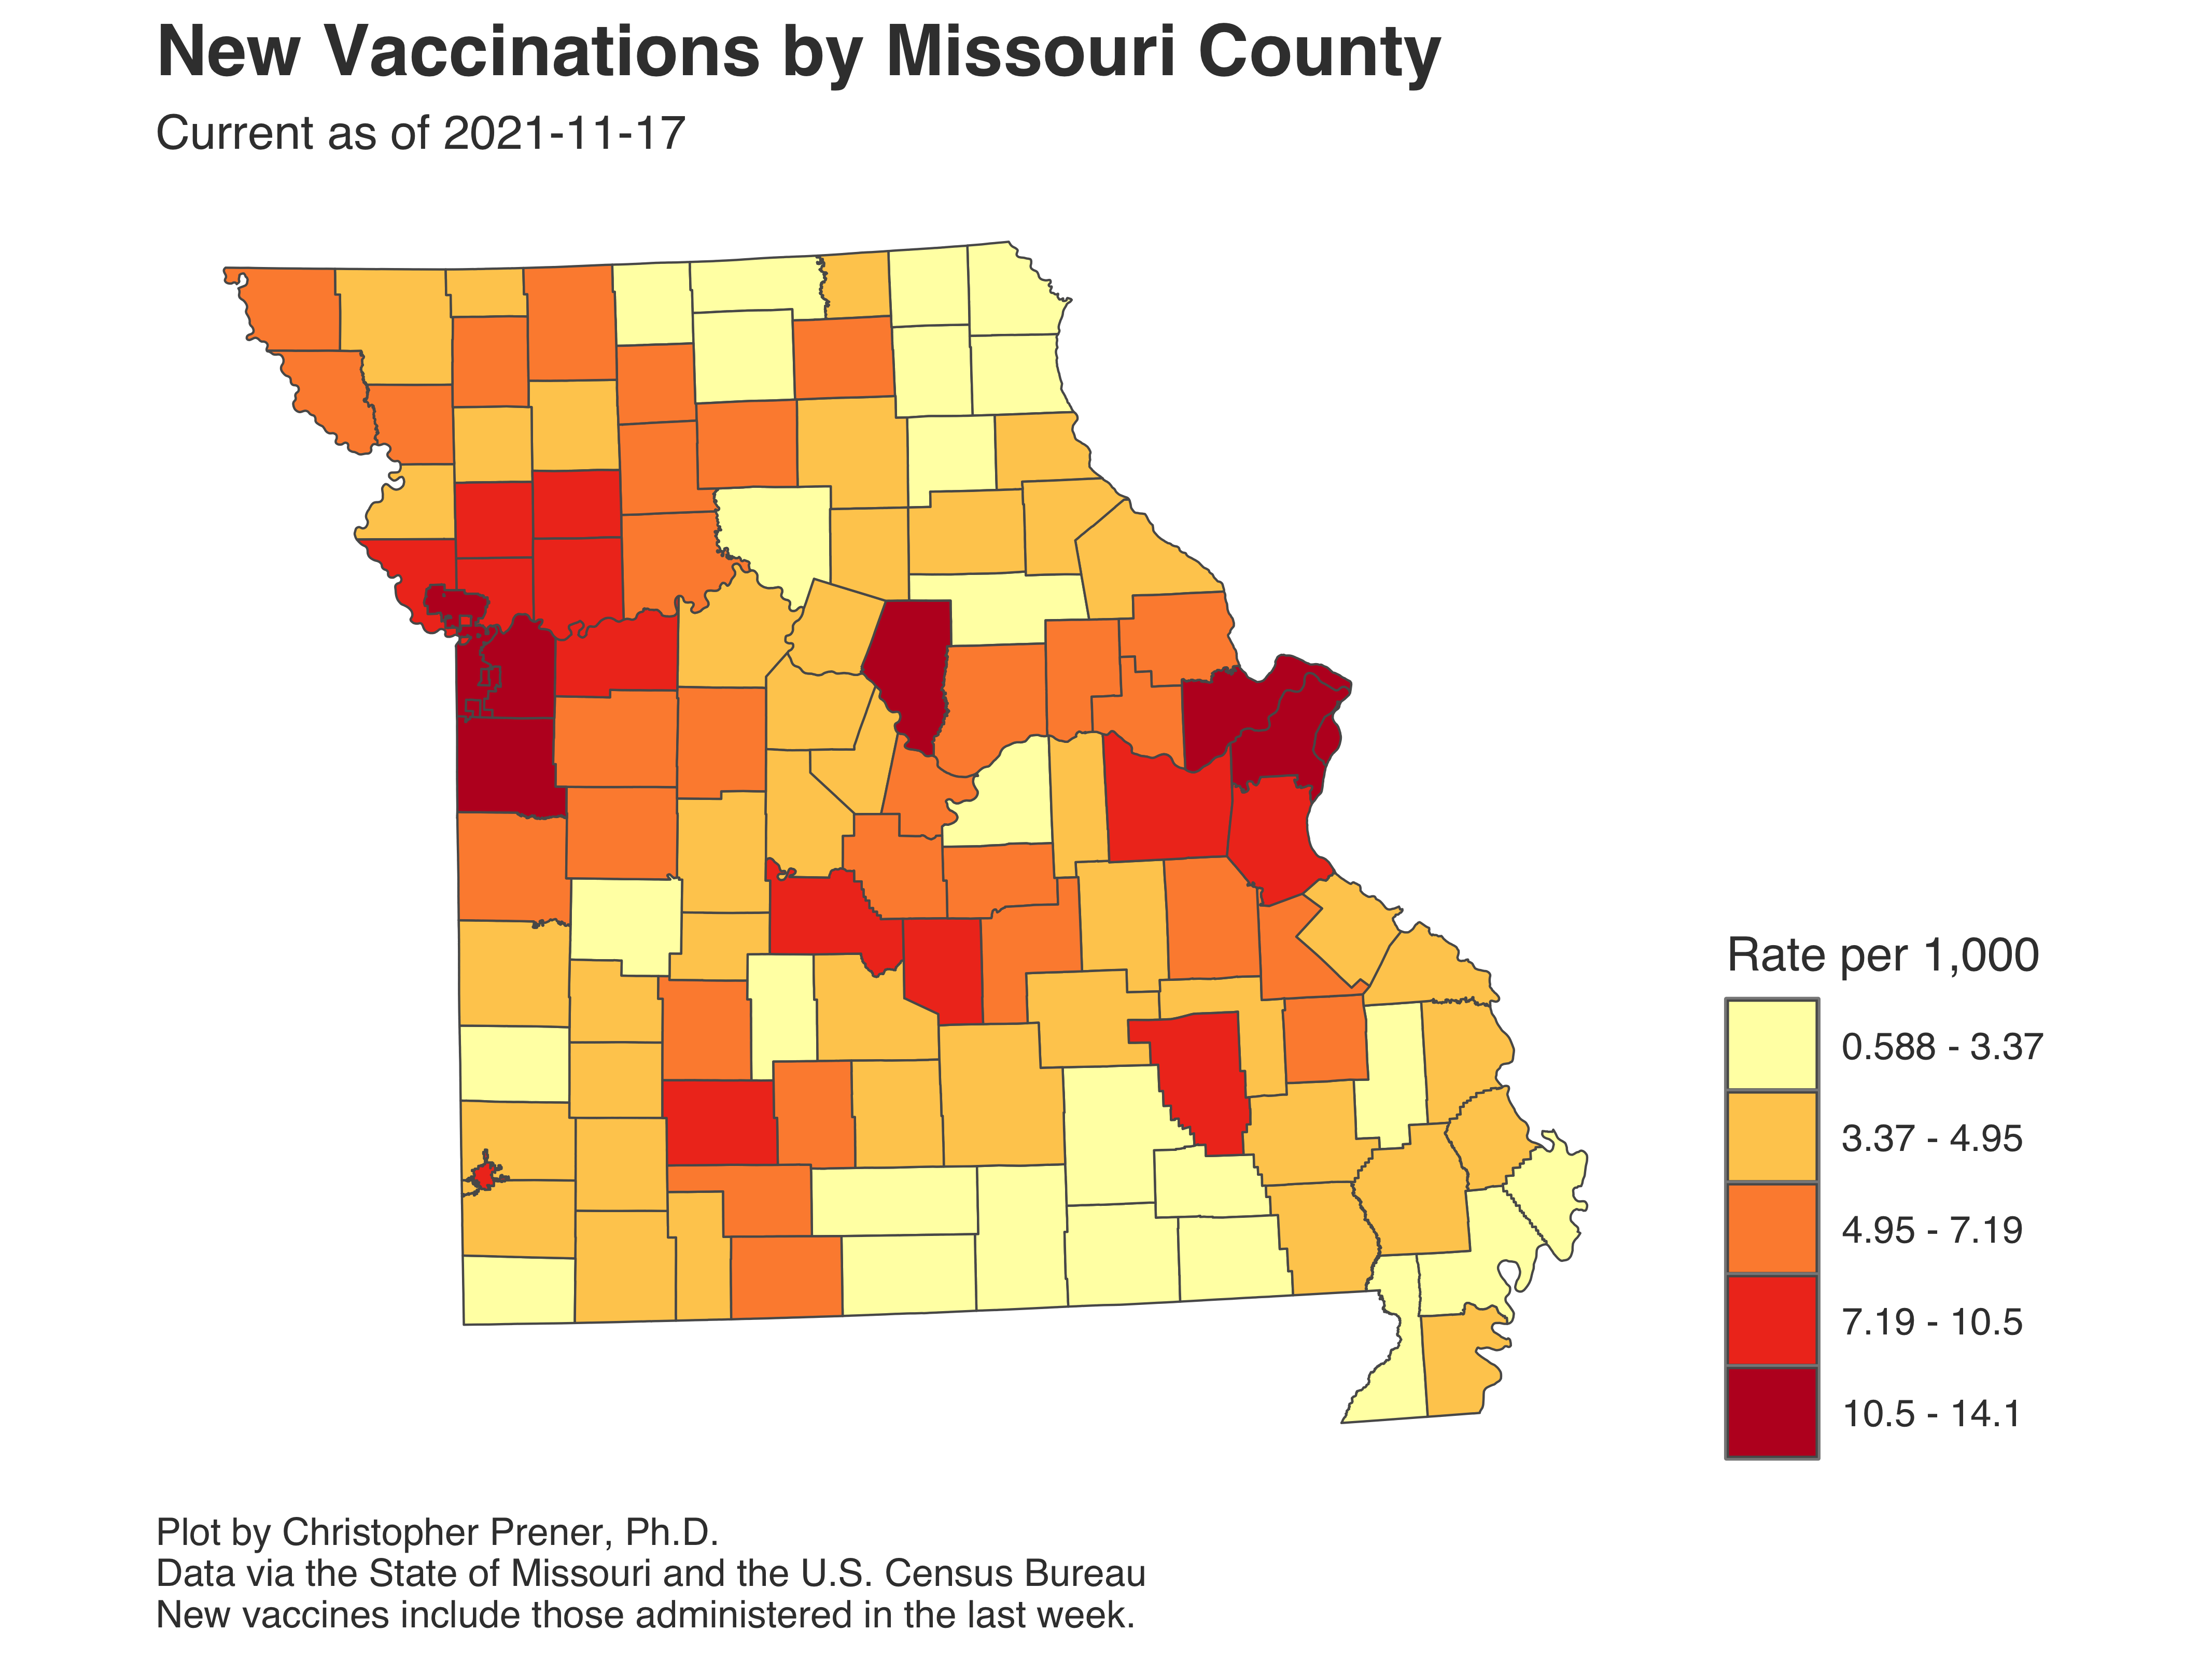 New Vaccinations by Missouri County
Current as of 2021-11-17
Rate per 1,000
0.588 - 3.37
3.37 - 4.95
4.95 - 7.19
7.19 - 10.5
10.5 - 14.1
Plot by Christopher Prener, Ph.D.
Data via the State of Missouri and the U.S. Census Bureau
New vaccines include those administered in the last week.